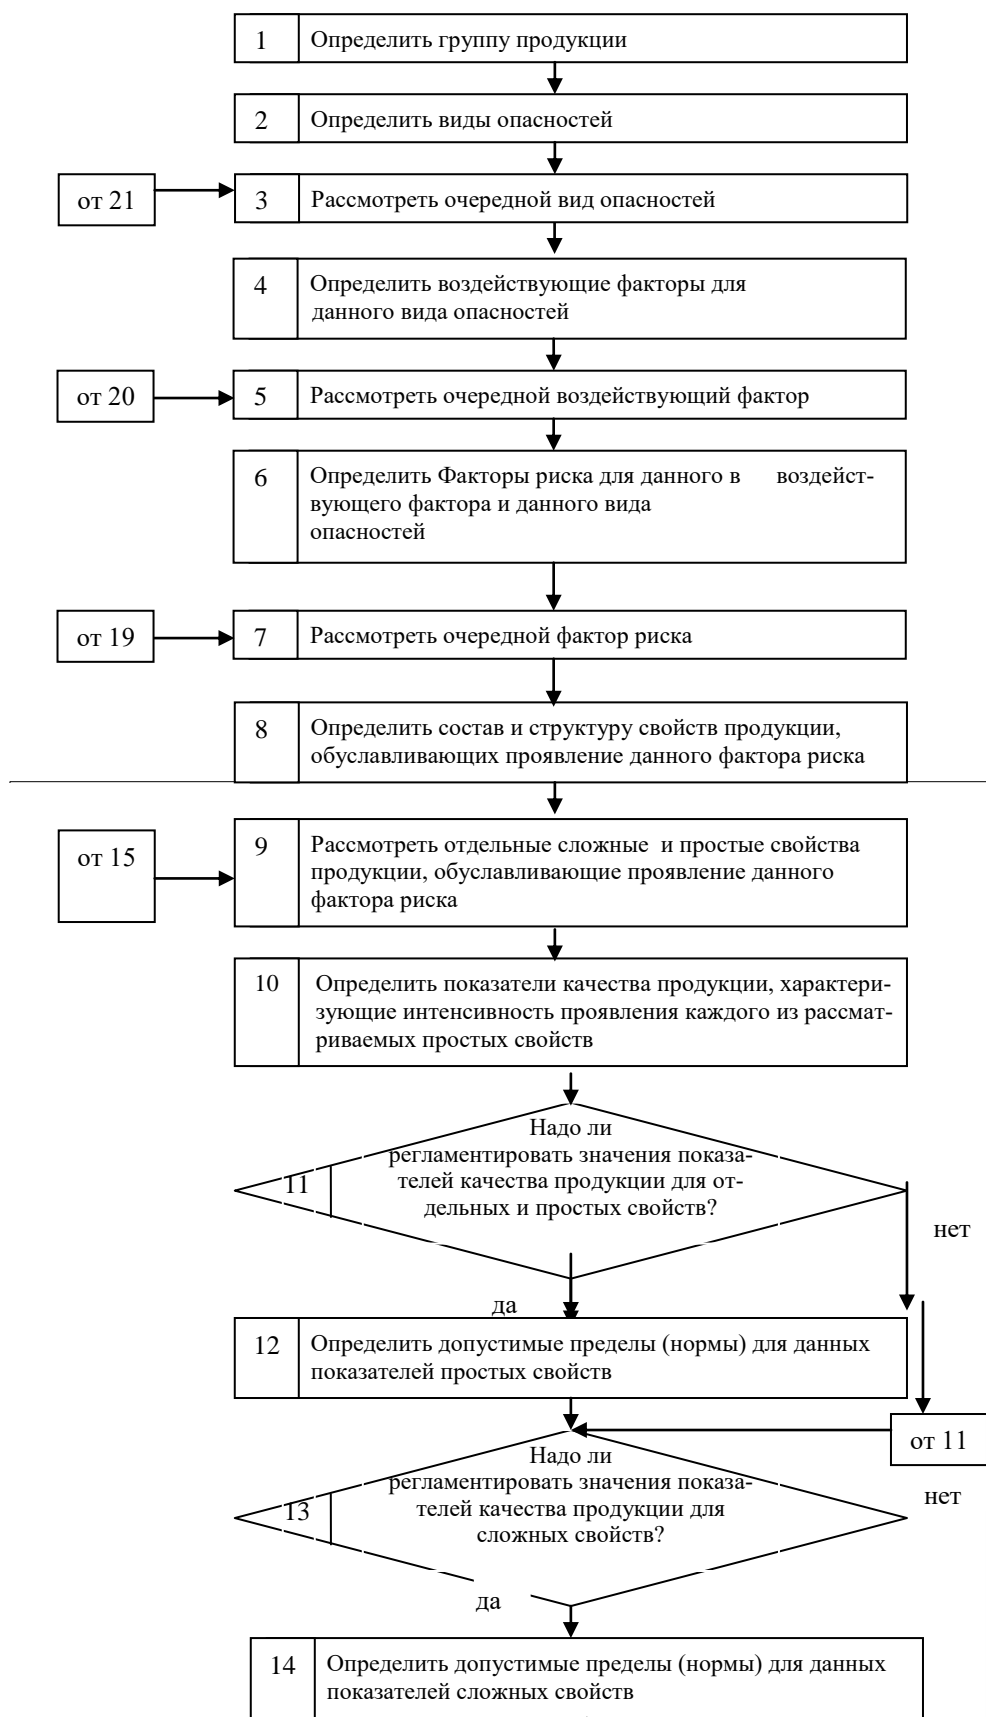 1 Определить группу продукции
2 Определить виды опасностей
от 21
3 Рассмотреть очередной вид опасностей
4 Определить воздействующие факторы для
данного вида опасностей
от 20
5 Рассмотреть очередной воздействующий фактор
6 Определить Факторы риска для данного в воздейст-
вующего фактора и данного вида
опасностей
от 19
7 Рассмотреть очередной фактор риска
8 Определить состав и структуру свойств продукции,
обуславливающих проявление данного фактора риска
от 15
9 Рассмотреть отдельные сложные и простые свойства
продукции, обуславливающие проявление данного
фактора риска
10 Определить показатели качества продукции, характери-
зующие интенсивность проявления каждого из рассмат-
риваемых простых свойств
Надо ли
регламентировать значения показа-
11 телей качества продукции для от-
дельных и простых свойств?
нет
да
12 Определить допустимые пределы (нормы) для данных
показателей простых свойств
от 11
Надо ли
регламентировать значения показа-
нет
13 телей качества продукции для
сложных свойств?
да
14 Определить допустимые пределы (нормы) для данных
показателей сложных свойств